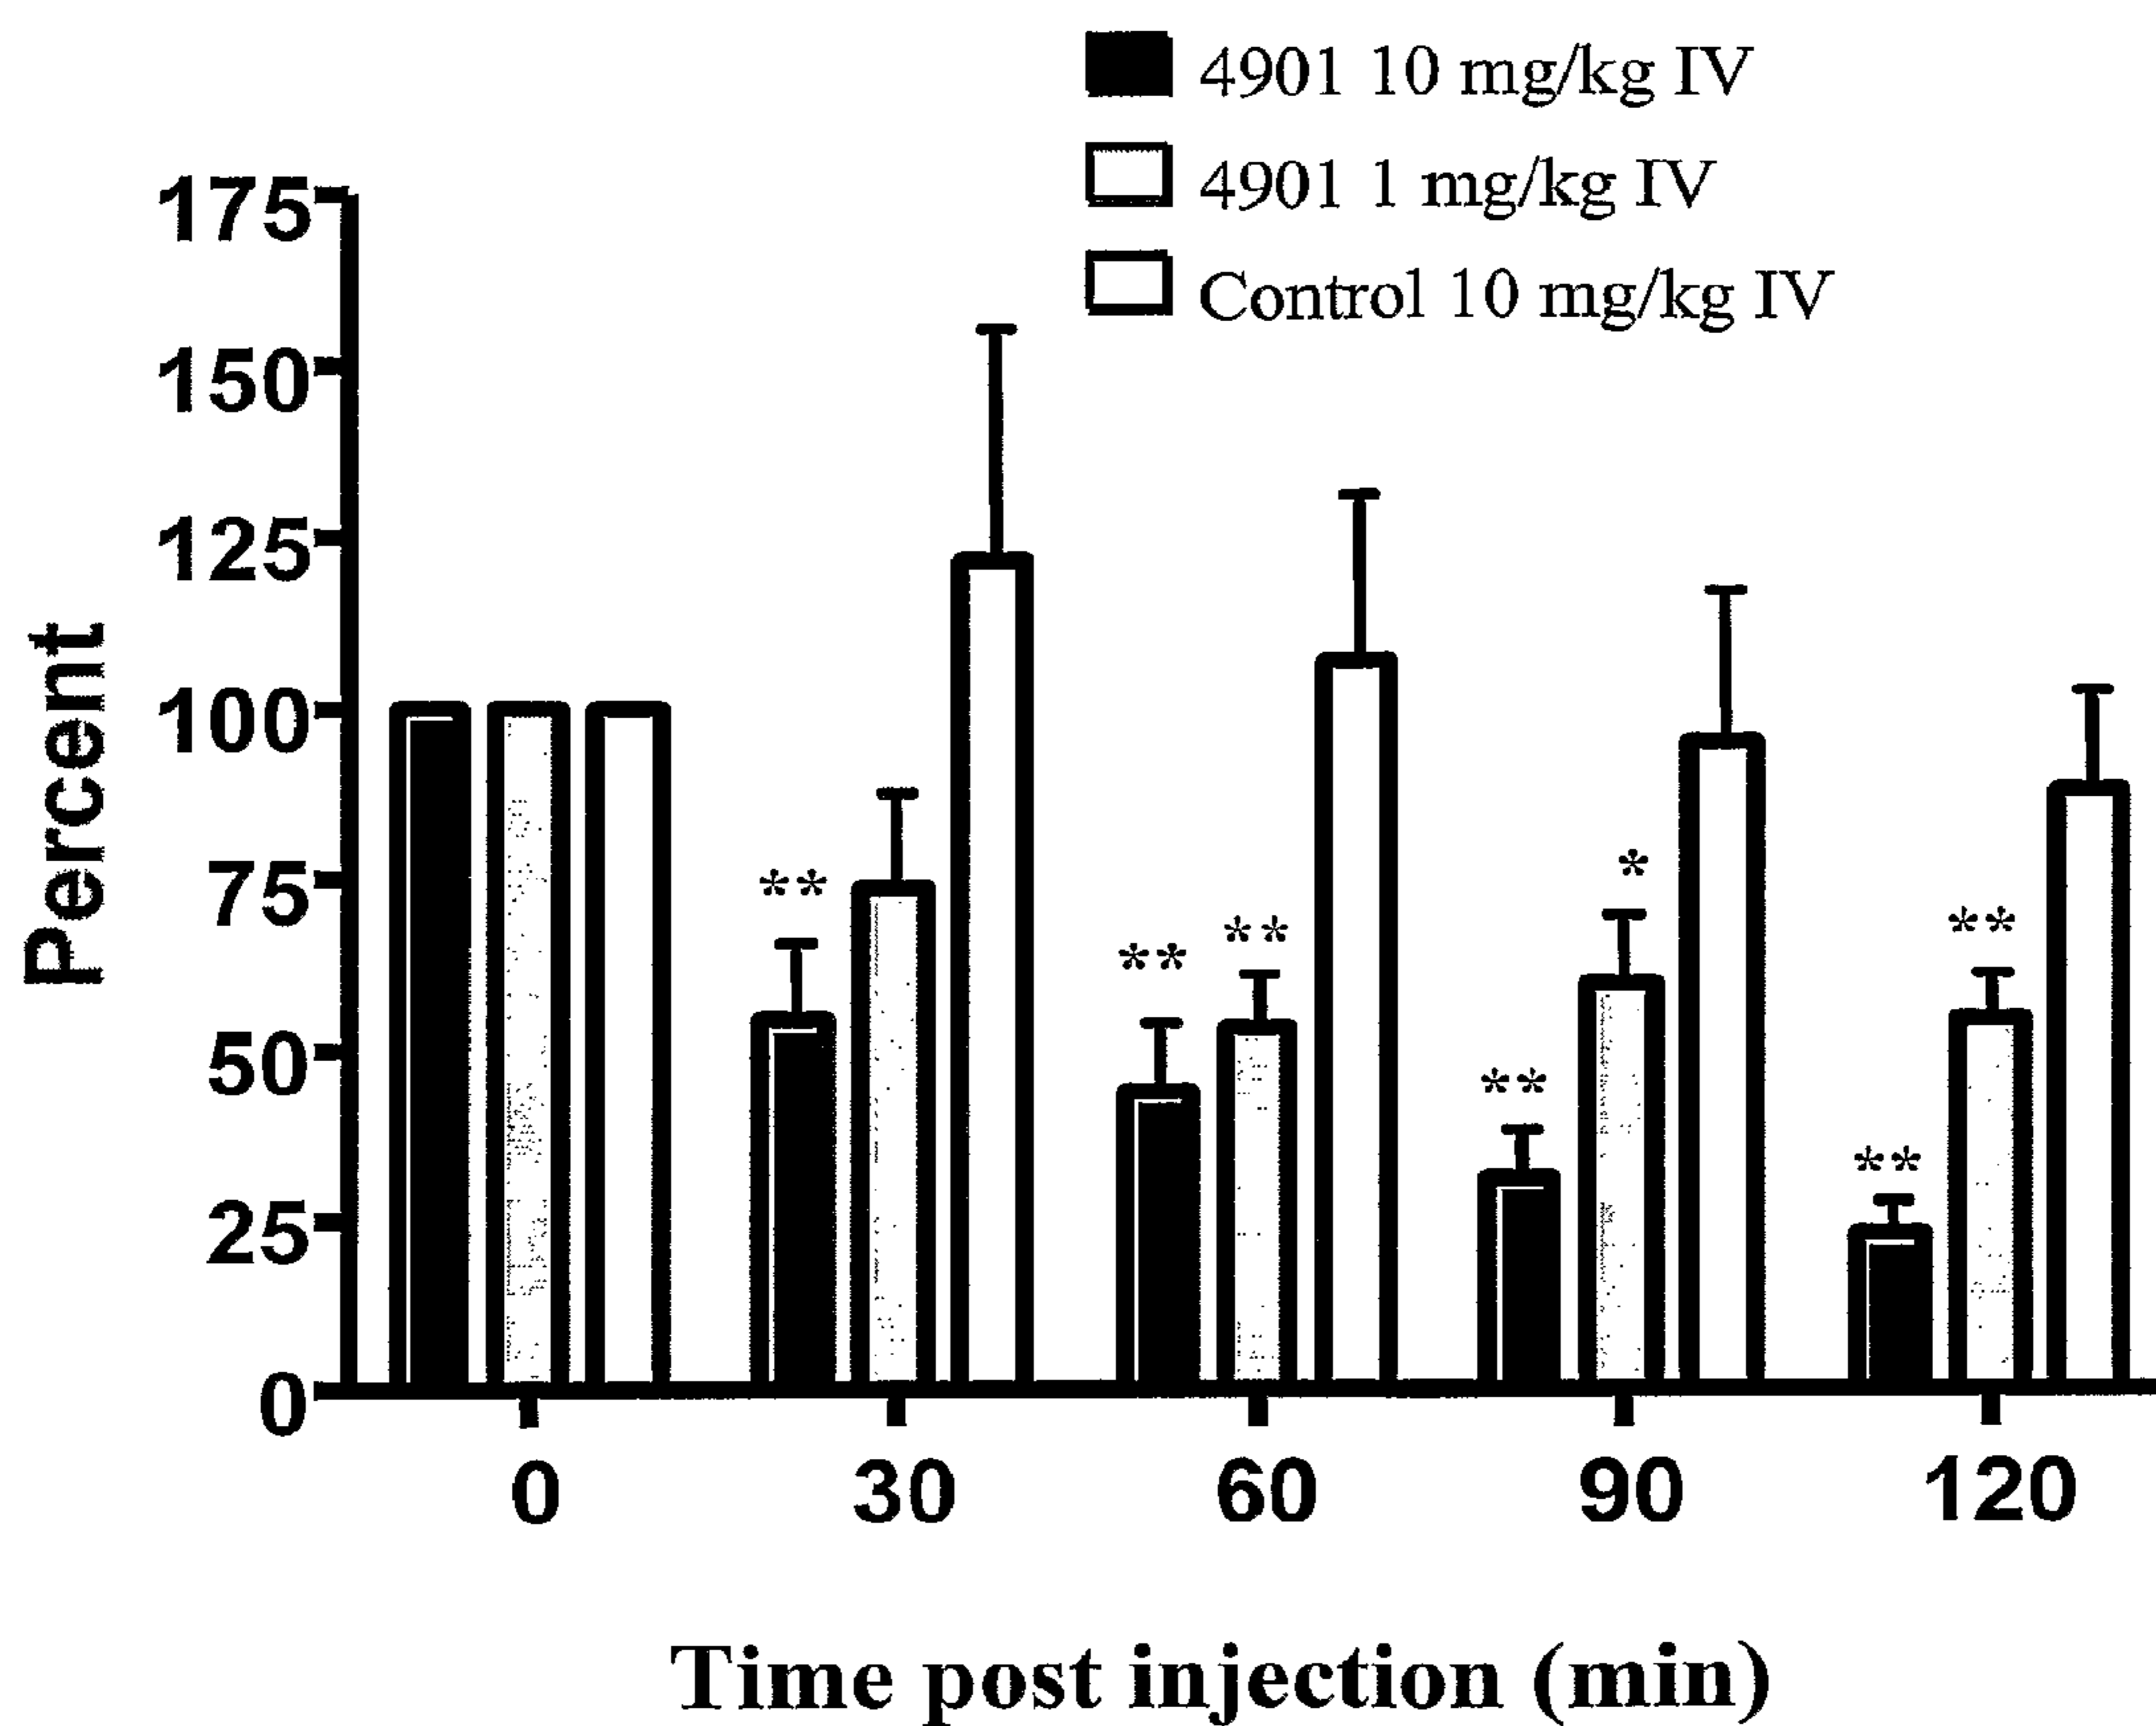 4901 10 mg/kg IV
4901 1 mg/kg IV
Control 10 mg/kg IV
175
150
125
100
75
50
25
0
Percent
**
**
**
**
*
**
**
0 30 60 90 120
Time post injection (min)